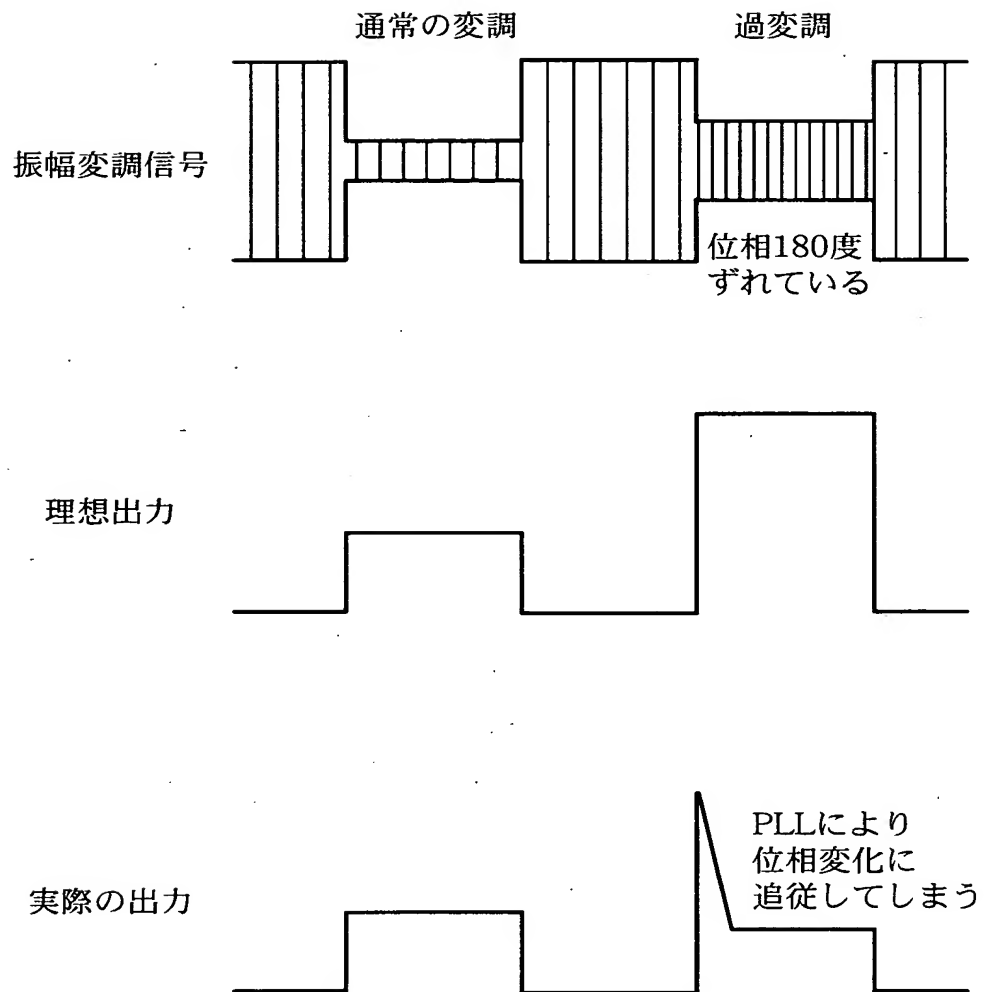 通常の変調
過変調
振幅変調信号
位相180度
ずれている
理想出力
実際の出力
PLLにより
位相変化に
追従してしまう